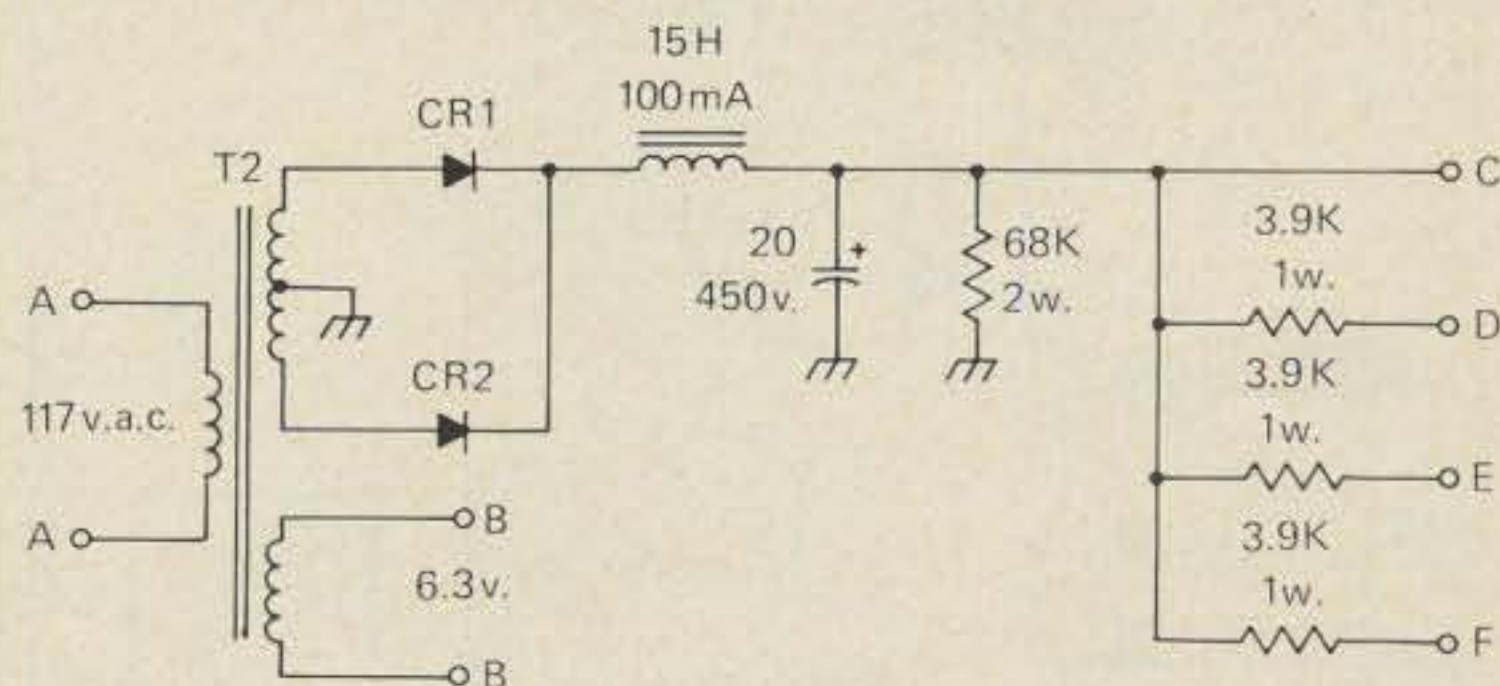 15 H
100mA
CR1
T2
C
3.9K
1w.
20
+
450v.
68K
2w.
A
D
CR2
3.9K
1w.
117v.a.c.
E
B
A
3.9K
1w.
6.3v.
F
B